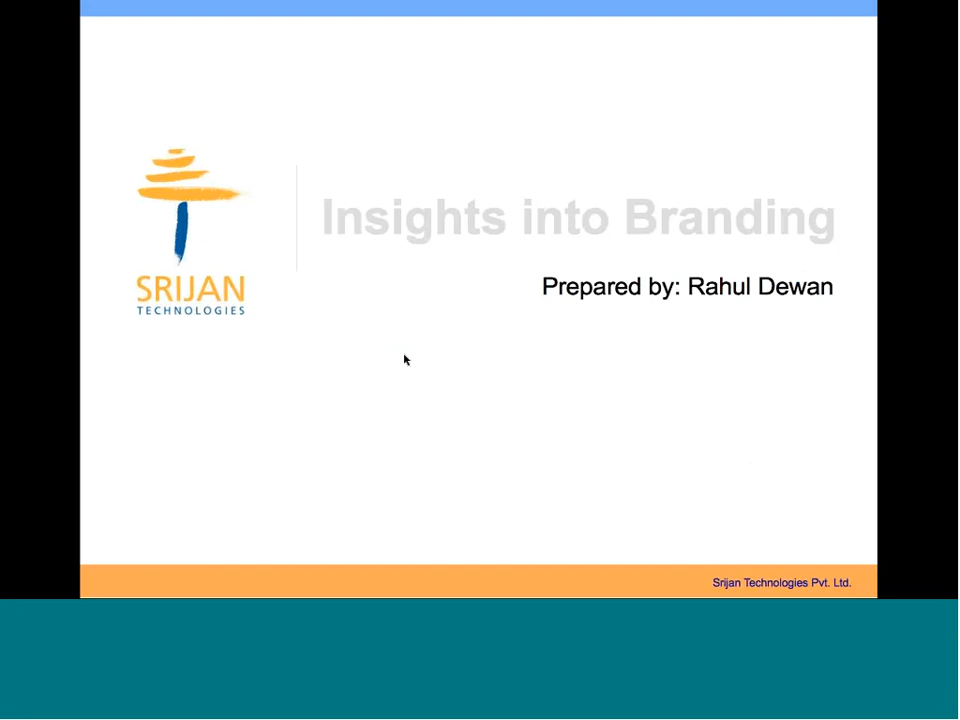 Insights into Branding
Prepared by: Rahul Dewan
SRIJAN
TECHNOLOGIES
Srijan Technologies Pvt. Ltd.